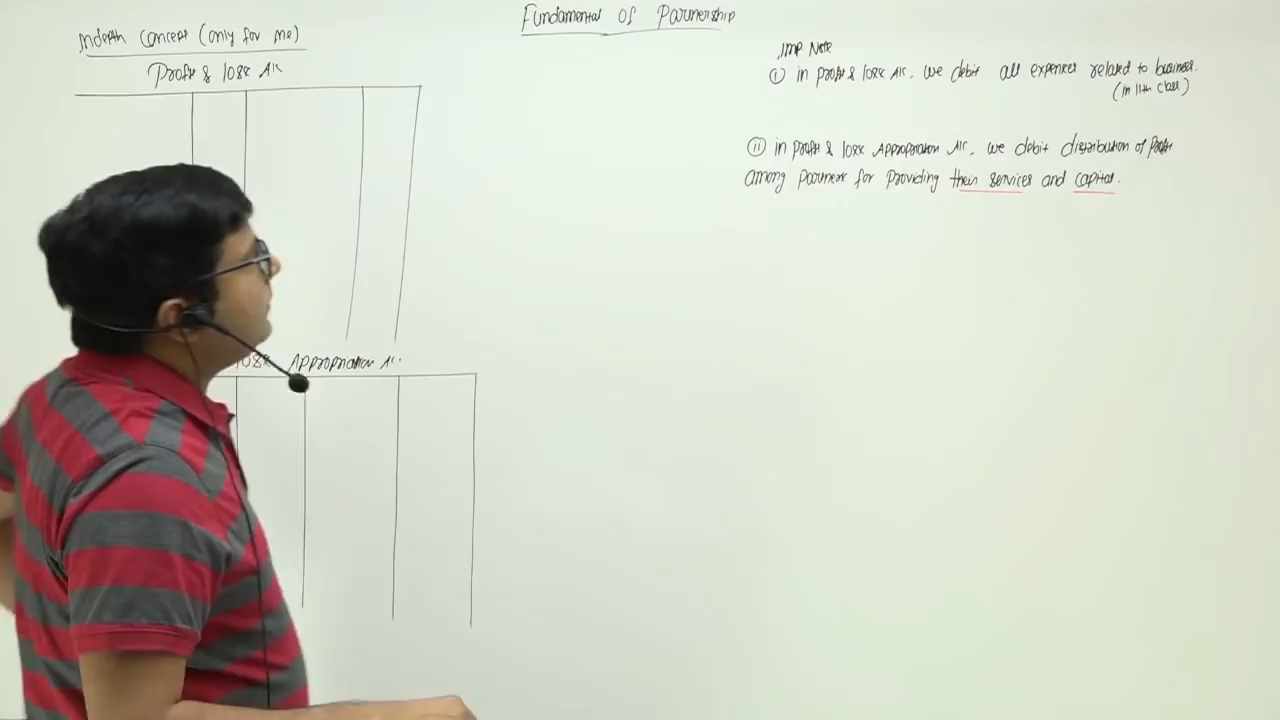 Fundamental of Parnership
Indepth Concept (only for me)
Profit & loss A/c
loss Appropriation A/c.
Imp Note
(i) in profit & loss A/c, we debit all expenses related to business.
(in 11th class)
(ii) in profit & loss Appropriation A/c, we debit distribution of Profit
among Partners for Providing their services and capital.